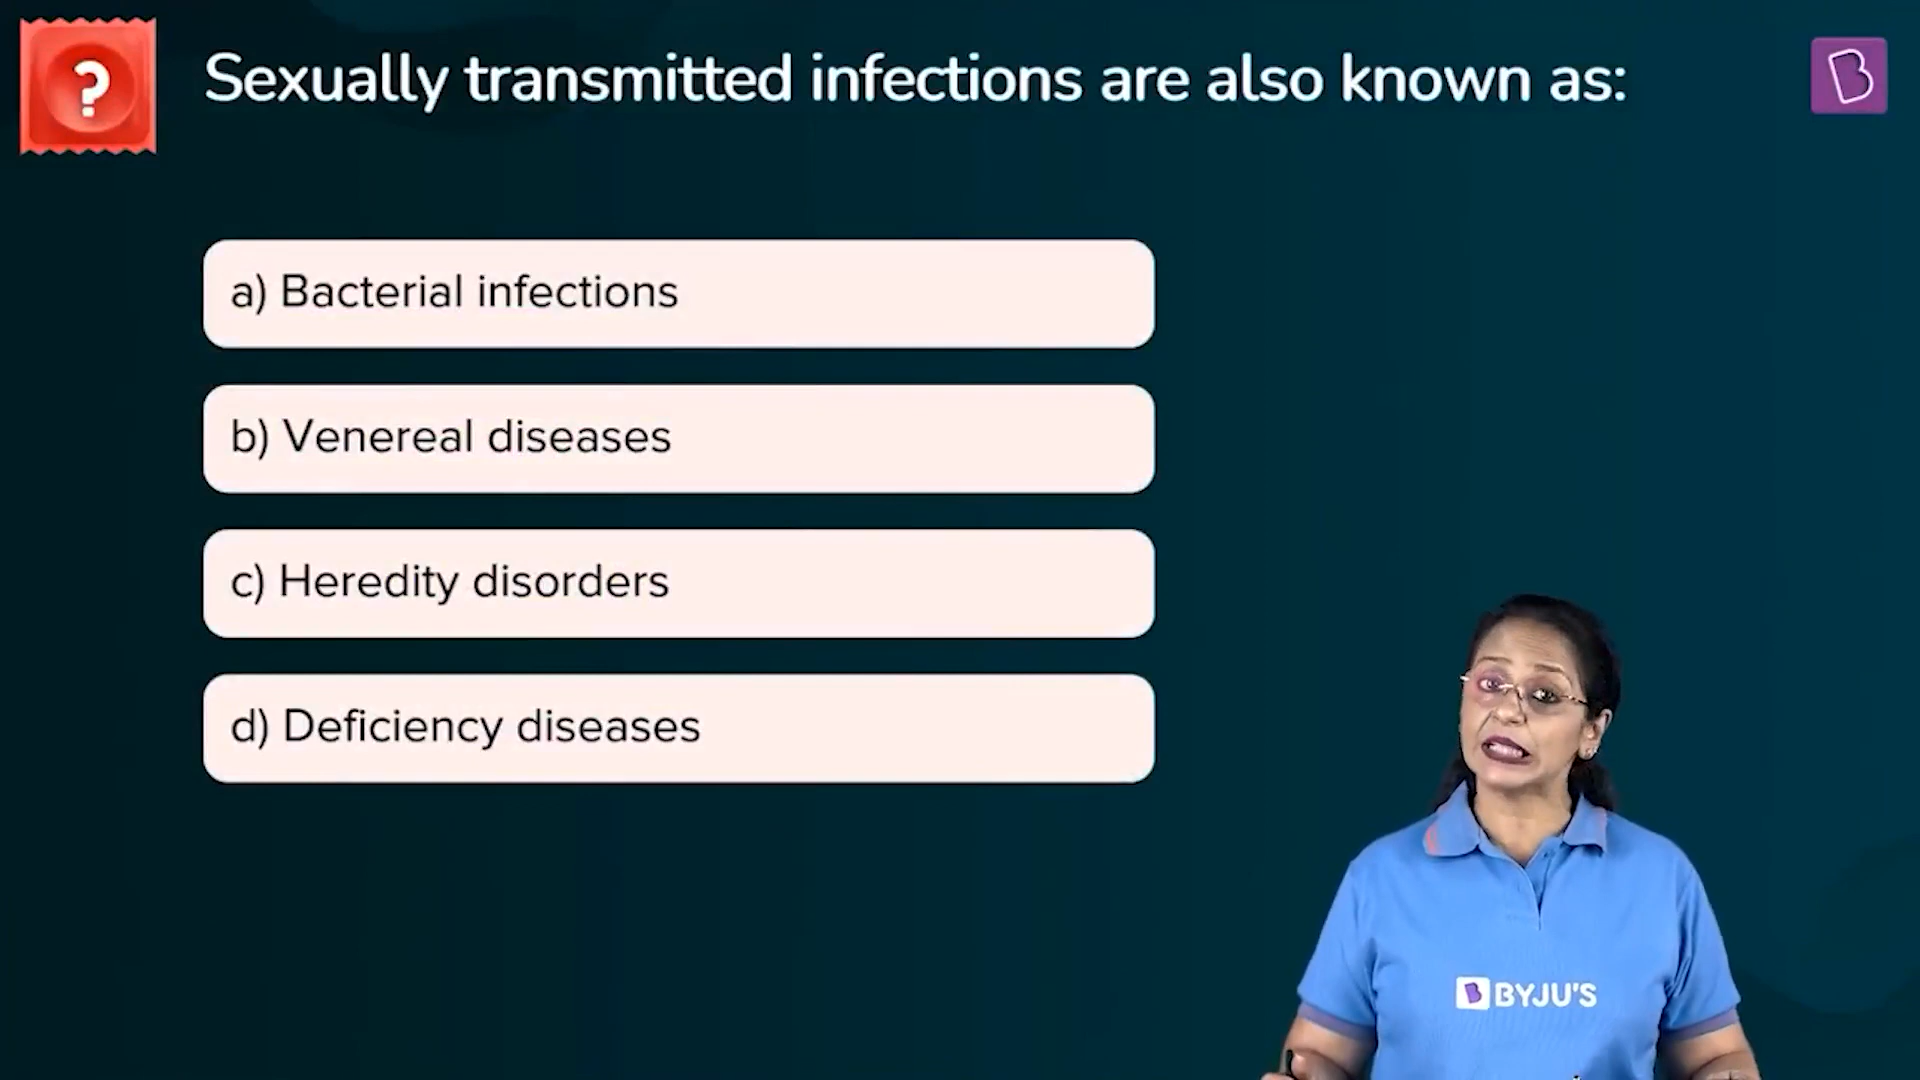 ?
Sexually transmitted infections are also known as:
B
a) Bacterial infections
b) Venereal diseases
c) Heredity disorders
d) Deficiency diseases
B BYJU'S